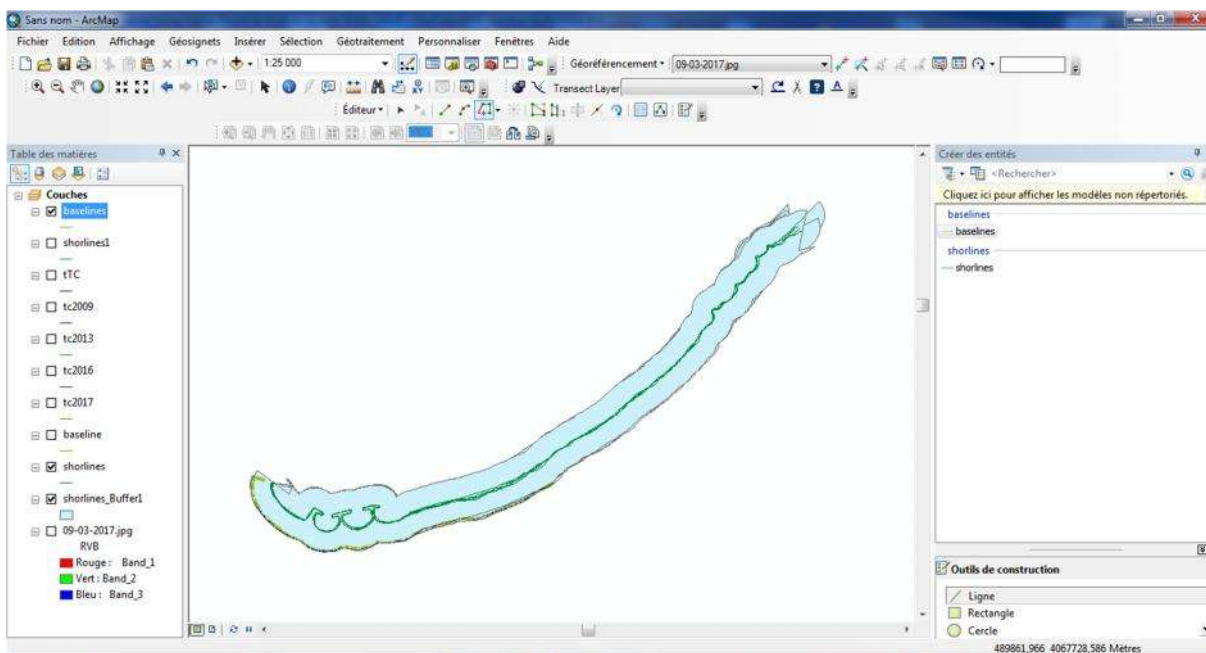 Sans nom - ArcMap
Fichier Edition Affichage Géosignets Insérer Sélection Géotraitement Personnaliser Fenêtres Aide
1:25 000
Géoréférencement
09-03-2017.jpg
Transect Layer
Éditeur
100%
Table des matières
Couches
baselines
shorlines1
tTC
tc2009
tc2013
tc2016
tc2017
baseline
shorlines
shorlines_Buffer1
09-03-2017.jpg
RVB
Rouge : Band_1
Vert : Band_2
Bleu : Band_3
Créer des entités
<Rechercher>
Cliquez ici pour afficher les modèles non répertoriés.
baselines
baselines
shorlines
shorlines
Outils de construction
Ligne
Rectangle
Cercle
489861,966 4067728,586 Mètres